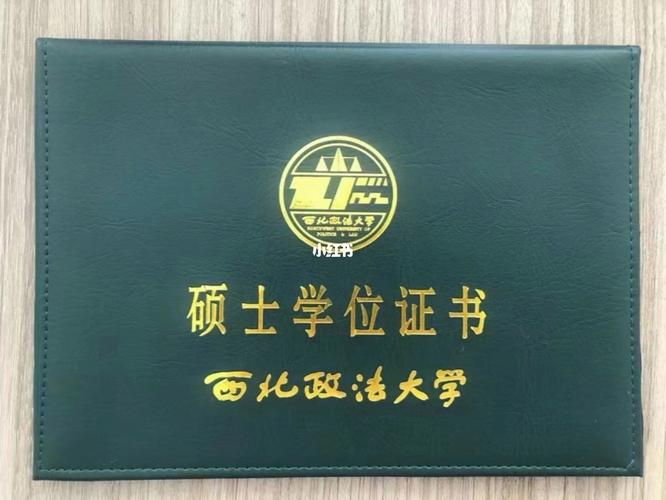 西北政法大学
NORTHWEST UNIVERSITY OF
POLITICS & LAW
小红书
硕士学位证书
西北政法大学